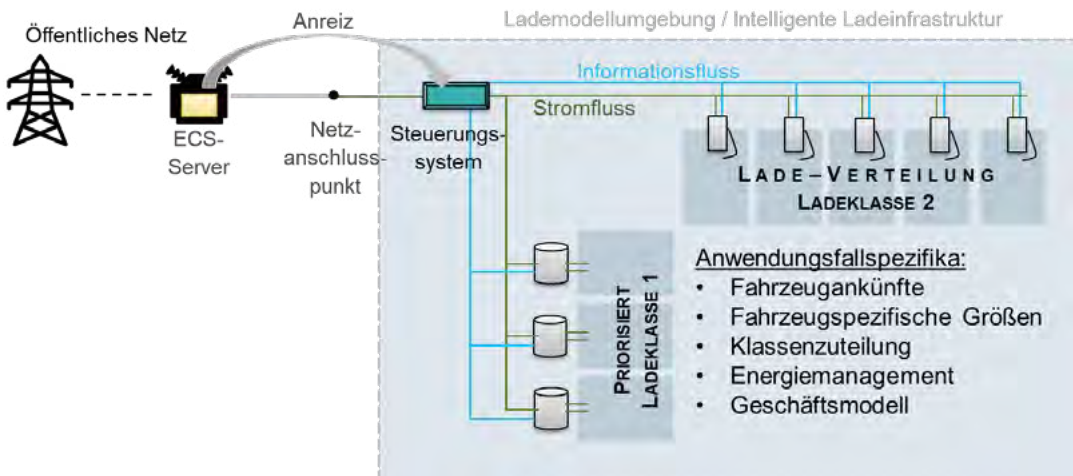 Lademodellumgebung / Intelligente Ladeinfrastruktur
Öffentliches Netz
Anreiz
Informationsfluss
Stromfluss
ECS-
Server
Netz-
anschluss-
punkt
Steuerungs-
system
LADE–VERTEILUNG
LADEKLASSE 2
PRIORISIERT
LADEKLASSE 1
Anwendungsfallspezifika:
• Fahrzeugankünfte
• Fahrzeugspezifische Größen
• Klassenzuteilung
• Energiemanagement
• Geschäftsmodell